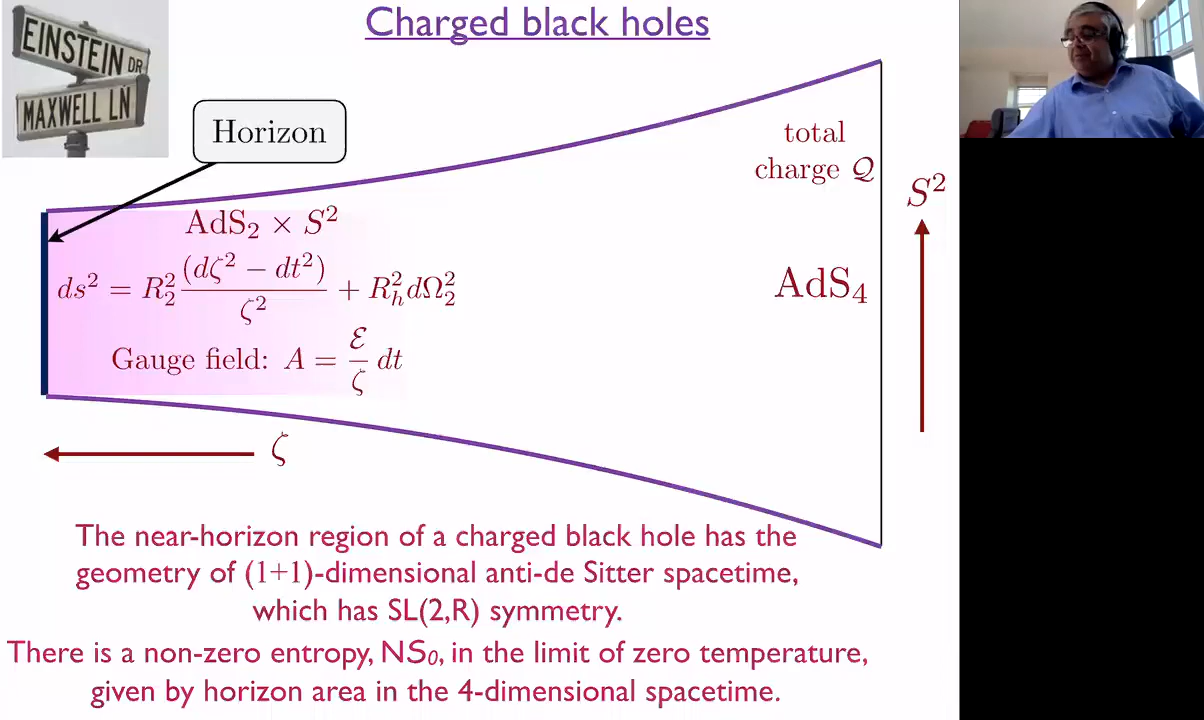 Charged black holes
EINSTEIN DR
MAXWELL LN
Horizon
total
charge 𝒬
S²
AdS₂ × S²
ds² = R₂² (dζ² − dt²)/ζ² + R_h² dΩ₂²
AdS₄
Gauge field: A = ℰ/ζ dt
ζ
The near-horizon region of a charged black hole has the
geometry of (1+1)-dimensional anti-de Sitter spacetime,
which has SL(2,R) symmetry.
There is a non-zero entropy, NS₀, in the limit of zero temperature,
given by horizon area in the 4-dimensional spacetime.